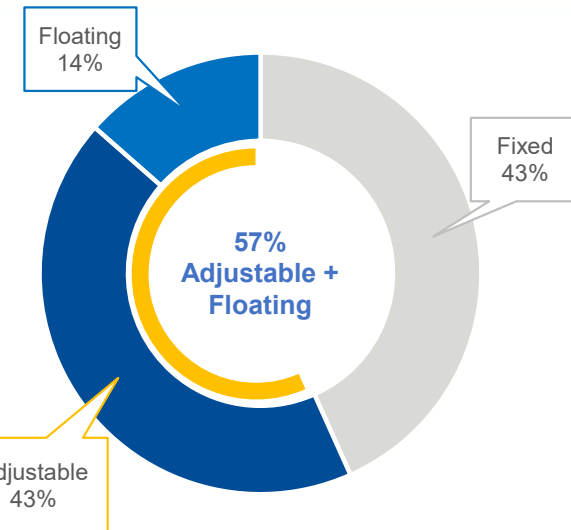 Floating
14%
Fixed
43%
57%
Adjustable +
Floating
djustable
43%